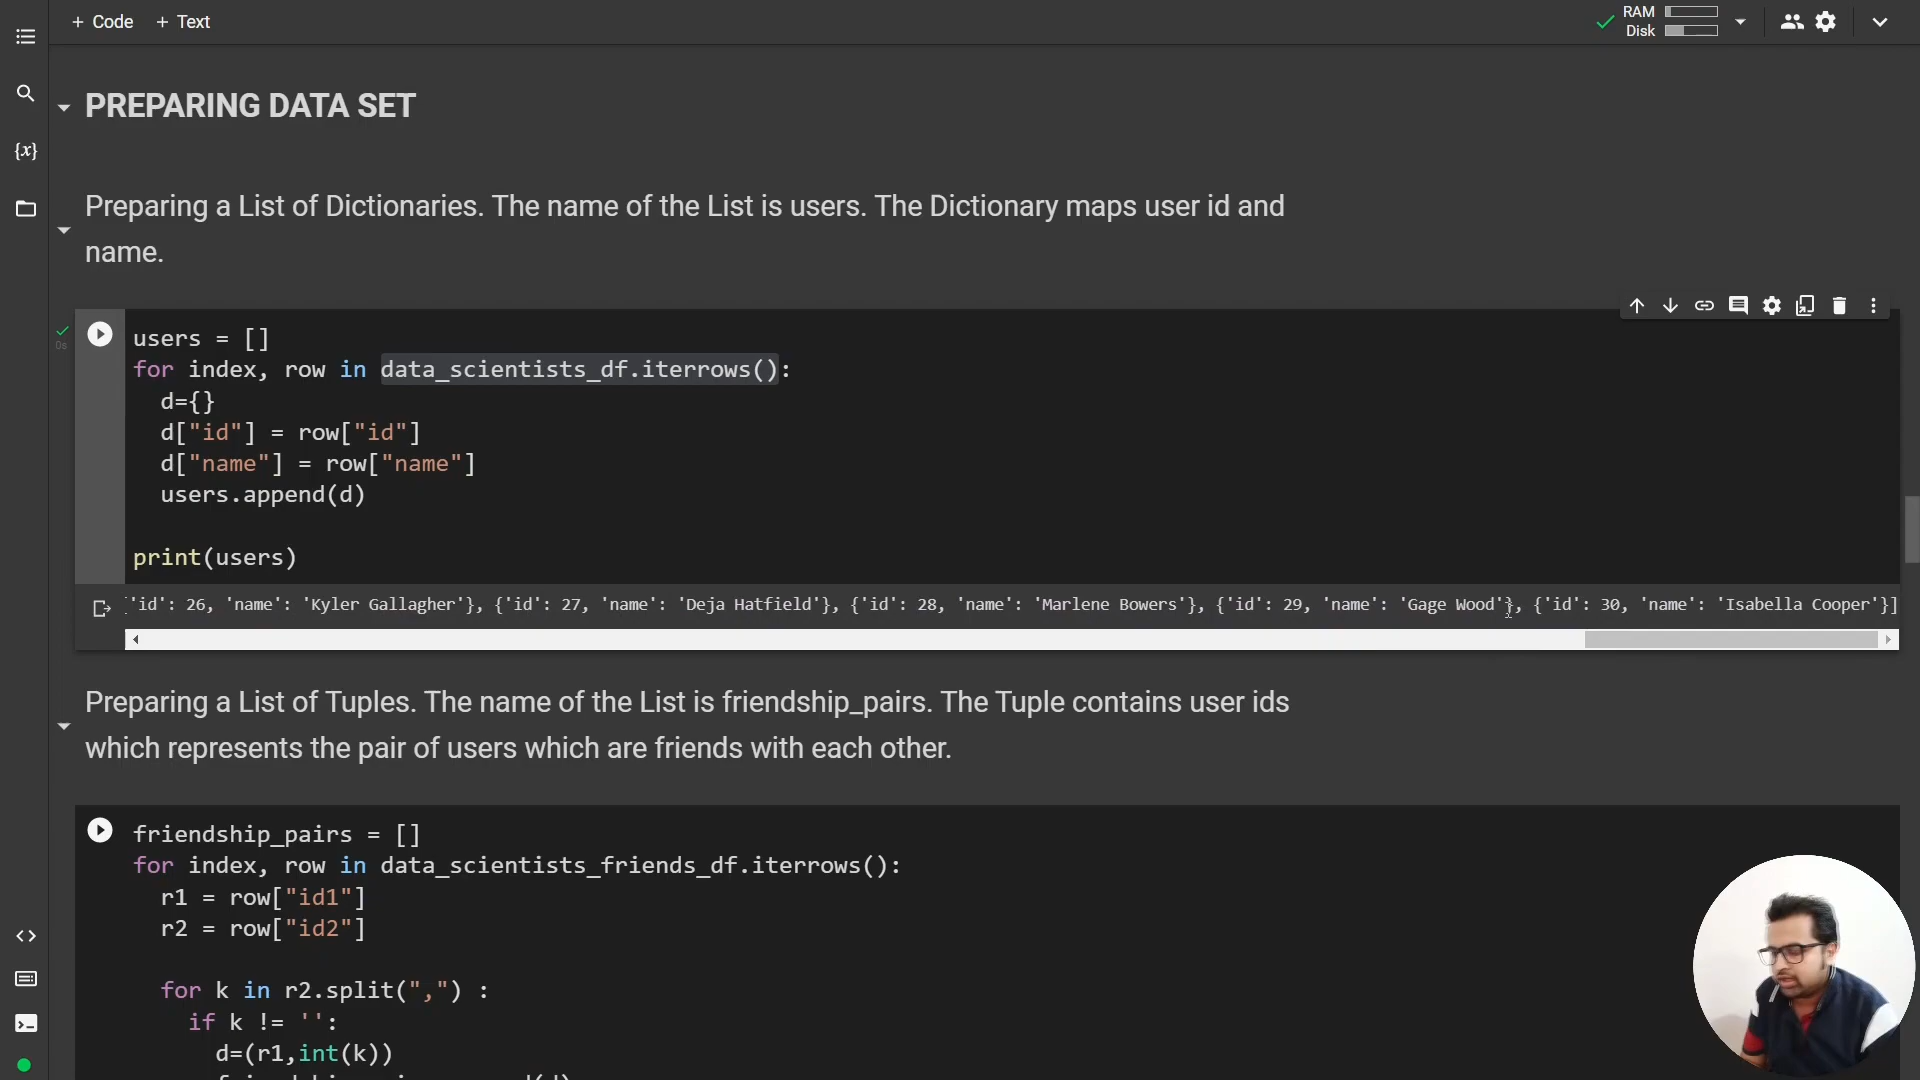 + Code + Text
RAM
Disk
{x}
PREPARING DATA SET
Preparing a List of Dictionaries. The name of the List is users. The Dictionary maps user id and
name.
0s
users = []
for index, row in data_scientists_df.iterrows():
d={}
d["id"] = row["id"]
d["name"] = row["name"]
users.append(d)
print(users)
'id': 26, 'name': 'Kyler Gallagher'}, {'id': 27, 'name': 'Deja Hatfield'}, {'id': 28, 'name': 'Marlene Bowers'}, {'id': 29, 'name': 'Gage Wood'}, {'id': 30, 'name': 'Isabella Cooper'}]
Preparing a List of Tuples. The name of the List is friendship_pairs. The Tuple contains user ids
which represents the pair of users which are friends with each other.
friendship_pairs = []
for index, row in data_scientists_friends_df.iterrows():
r1 = row["id1"]
r2 = row["id2"]
for k in r2.split(",") :
if k != '':
d=(r1,int(k))